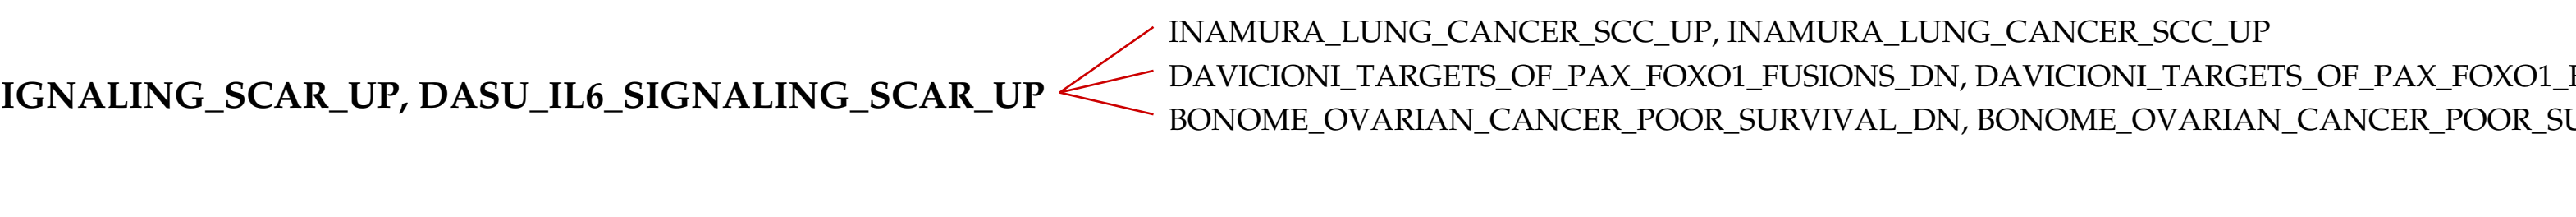 INAMURA_LUNG_CANCER_SCC_UP, INAMURA_LUNG_CANCER_SCC_UP
IGNALING_SCAR_UP, DASU_IL6_SIGNALING_SCAR_UP
DAVICIONI_TARGETS_OF_PAX_FOXO1_FUSIONS_DN, DAVICIONI_TARGETS_OF_PAX_FOXO1_
BONOME_OVARIAN_CANCER_POOR_SURVIVAL_DN, BONOME_OVARIAN_CANCER_POOR_SU